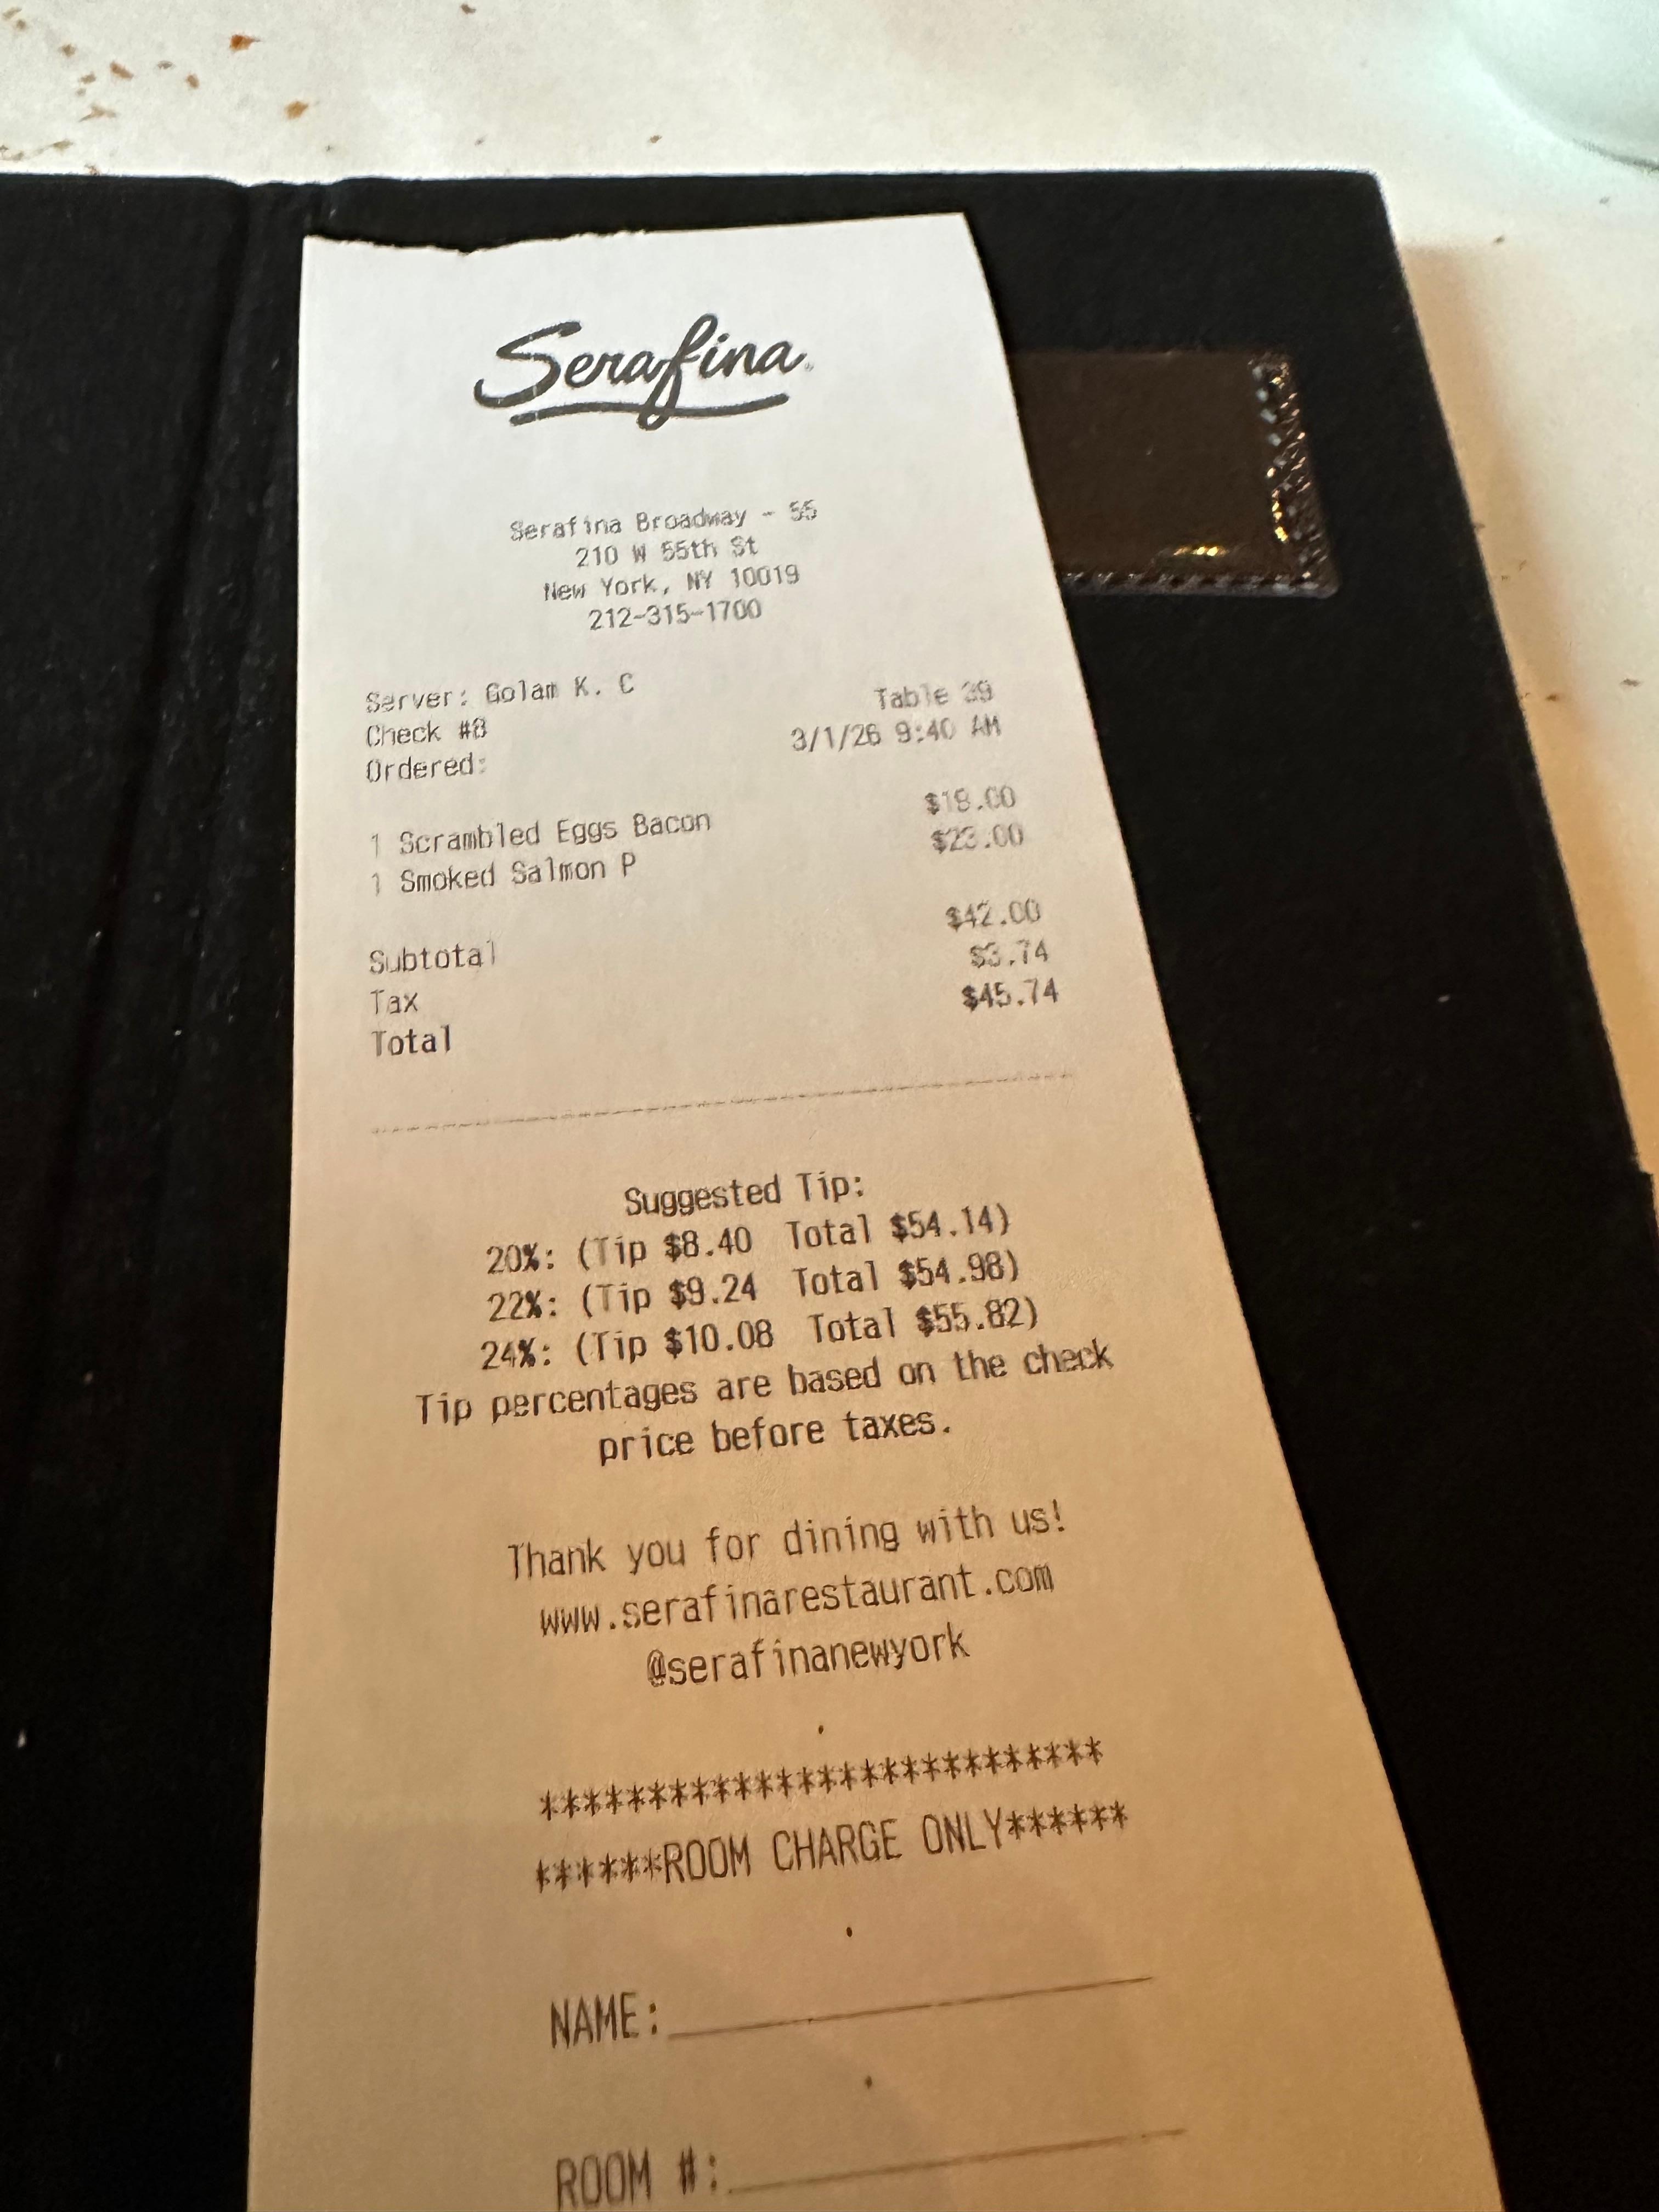 Serafina
Serafina Broadway - 55
210 W 55th St
New York, NY 10019
212-315-1700
Server: Golam K. C
Check #8 Table 39
Ordered: 3/1/26 9:40 AM
1 Scrambled Eggs Bacon $19.00
1 Smoked Salmon P $23.00
Subtotal $42.00
Tax $3.74
Total $45.74
Suggested Tip:
20%: (Tip $8.40 Total $54.14)
22%: (Tip $9.24 Total $54.98)
24%: (Tip $10.08 Total $55.82)
Tip percentages are based on the check
price before taxes.
Thank you for dining with us!
www.serafinarestaurant.com
@serafinanewyork
.
**************************
******ROOM CHARGE ONLY******
.
NAME:____________________
.
ROOM #:____________________